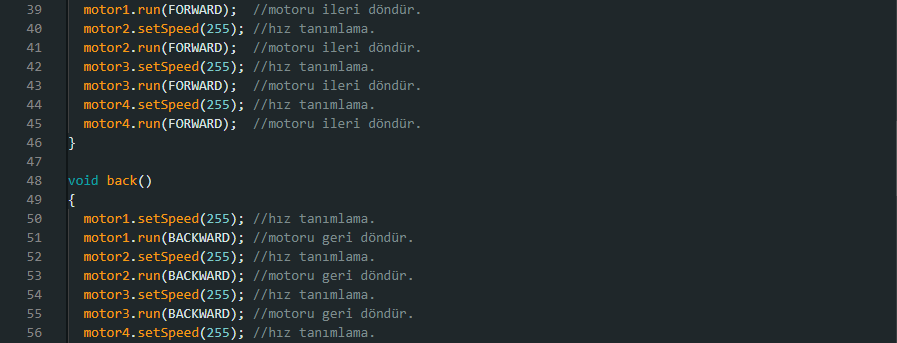 39 motor1.run(FORWARD);  //motoru ileri döndür.
40 motor2.setSpeed(255); //hız tanımlama.
41 motor2.run(FORWARD);  //motoru ileri döndür.
42 motor3.setSpeed(255); //hız tanımlama.
43 motor3.run(FORWARD);  //motoru ileri döndür.
44 motor4.setSpeed(255); //hız tanımlama.
45 motor4.run(FORWARD);  //motoru ileri döndür.
46 }
47
48 void back()
49 {
50 motor1.setSpeed(255); //hız tanımlama.
51 motor1.run(BACKWARD); //motoru geri döndür.
52 motor2.setSpeed(255); //hız tanımlama.
53 motor2.run(BACKWARD); //motoru geri döndür.
54 motor3.setSpeed(255); //hız tanımlama.
55 motor3.run(BACKWARD); //motoru geri döndür.
56 motor4.setSpeed(255); //hız tanımlama.